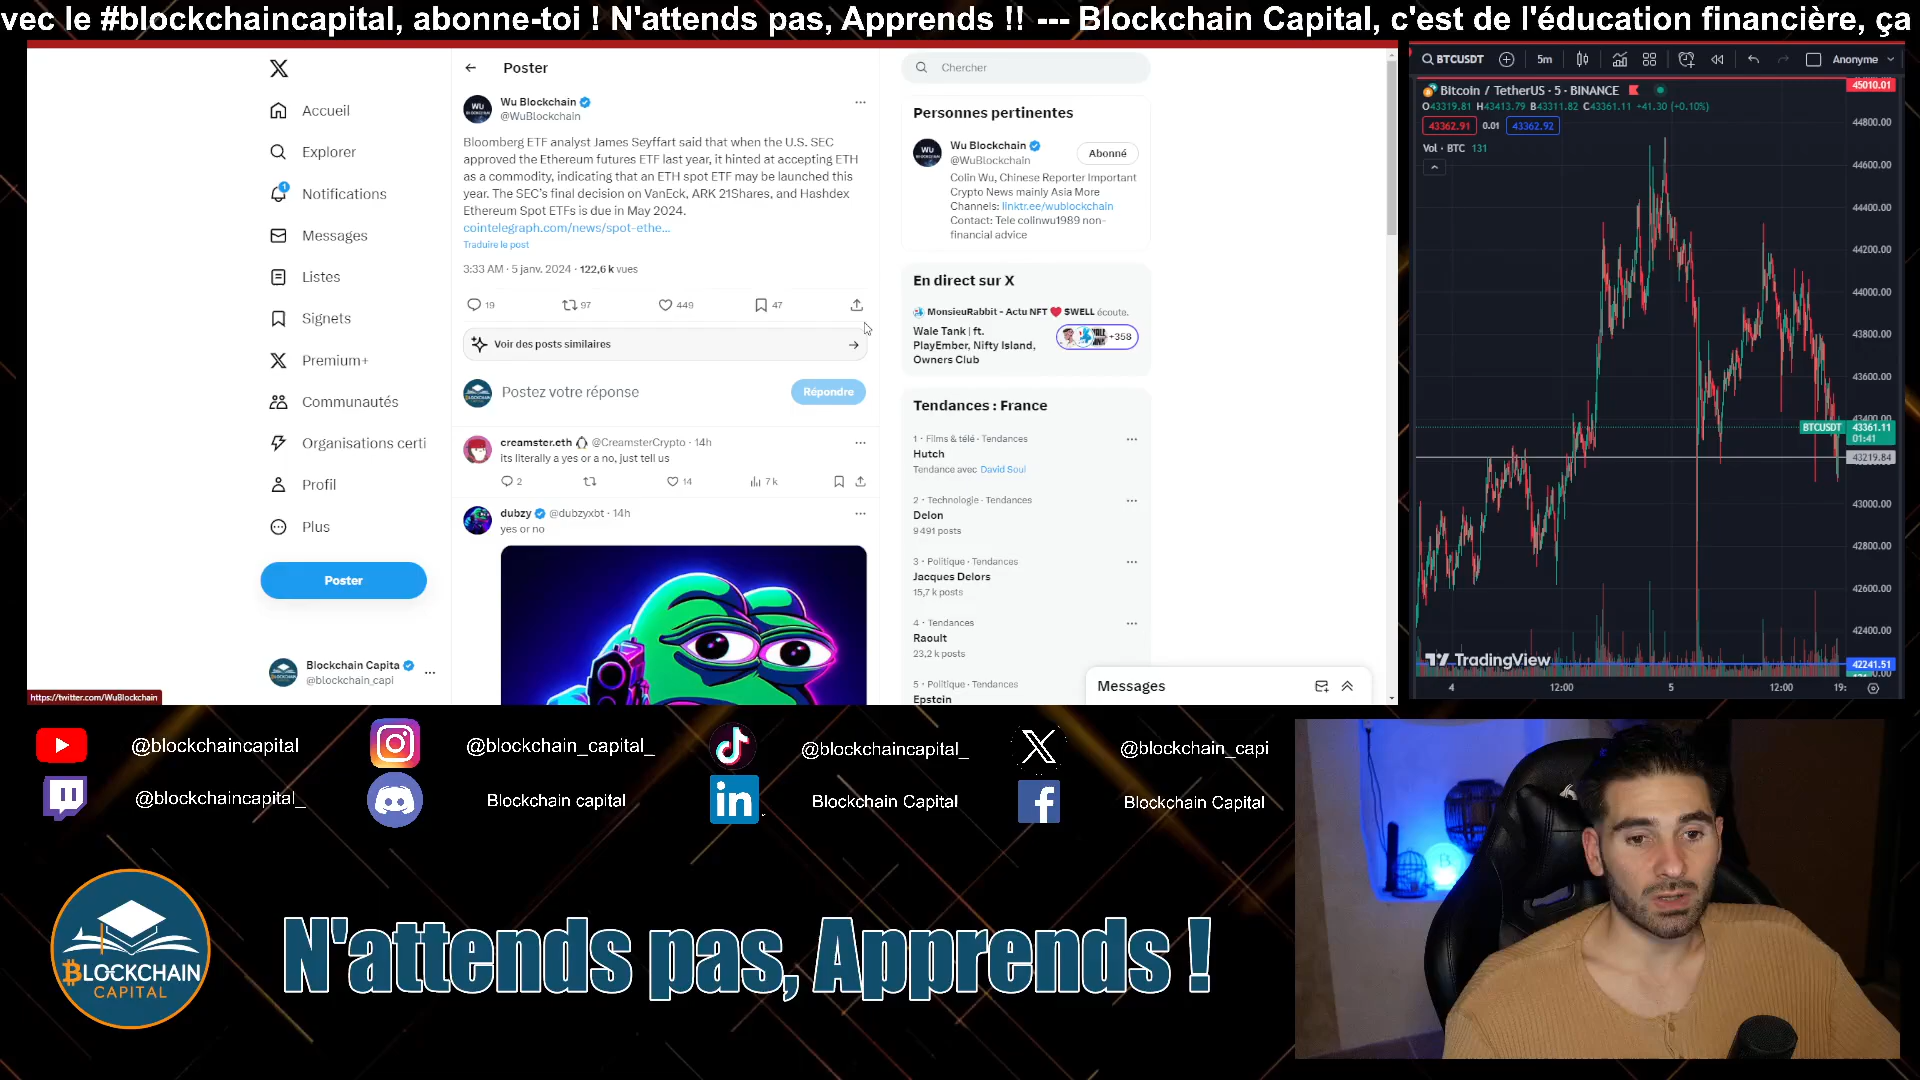 vec le #blockchaincapital, abonne-toi ! N'attends pas, Apprends !! --- Blockchain Capital, c'est de l'éducation financière, ça
Accueil
Explorer
1
Notifications
Messages
Listes
Signets
Premium+
Communautés
Organisations certi
Profil
Plus
Poster
Blockchain Capita
@blockchain_capi
https://twitter.com/WuBlockchain
Poster
Wu Blockchain
@WuBlockchain
Bloomberg ETF analyst James Seyffart said that when the U.S. SEC
approved the Ethereum futures ETF last year, it hinted at accepting ETH
as a commodity, indicating that an ETH spot ETF may be launched this
year. The SEC's final decision on VanEck, ARK 21Shares, and Hashdex
Ethereum Spot ETFs is due in May 2024.
cointelegraph.com/news/spot-ethe...
Traduire le post
3:33 AM · 5 janv. 2024 · 122,6 k vues
19 97 449 47
Voir des posts similaires
Postez votre réponse
Répondre
creamster.eth @CreamsterCrypto · 14h
its literally a yes or a no, just tell us
2 14 7 k
dubzy @dubzyxbt · 14h
yes or no
Chercher
Personnes pertinentes
Wu Blockchain
@WuBlockchain
Abonné
Colin Wu, Chinese Reporter Important
Crypto News mainly Asia More
Channels: linktr.ee/wublockchain
Contact: Tele colinwu1989 non-
financial advice
En direct sur X
MonsieurRabbit - Actu NFT ❤ $WELL écoute.
Wale Tank | ft.
PlayEmber, Nifty Island,
Owners Club
+358
Tendances : France
1 · Films & télé · Tendances
Hutch
Tendance avec David Soul
2 · Technologie · Tendances
Delon
9 491 posts
3 · Politique · Tendances
Jacques Delors
15,7 k posts
4 · Tendances
Raoult
23,2 k posts
5 · Politique · Tendances
Epstein
Messages
BTCUSDT
5m
Anonyme
Bitcoin / TetherUS · 5 · BINANCE
O43319.81 H43413.79 B43311.82 C43361.11 +41.30 (+0.10%)
43362.91 0.01 43362.92
Vol · BTC 131
45010.01
44800.00
44600.00
44400.00
44200.00
44000.00
43800.00
43600.00
43400.00
BTCUSDT 43361.11
01:41
43219.84
43000.00
42800.00
42600.00
42400.00
42241.51
TradingView
4 12:00 5 12:00 19:
@blockchaincapital
@blockchain_capital_
@blockchaincapital_
@blockchain_capi
@blockchaincapital_
Blockchain capital
Blockchain Capital
Blockchain Capital
BLOCKCHAIN
CAPITAL
N'attends pas, Apprends !